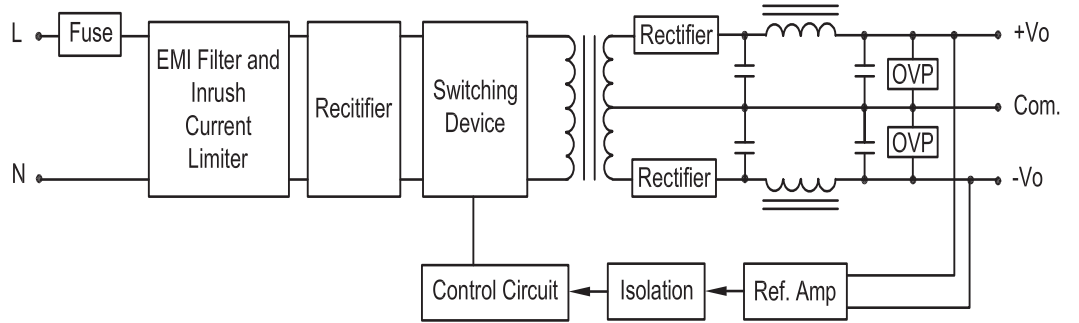 L
Fuse
EMI Filter and
Inrush
Current
Limiter
Recitifier
Switching
Device
Rectifier
+Vo
OVP
Com.
OVP
N
Rectifier
-Vo
Control Circuit
Isolation
Ref. Amp